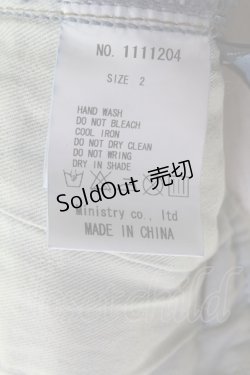 NO. 1111204
SIZE 2
HAND WASH
DO NOT BLEACH
COOL IRON
DO NOT DRY CLEAN
DO NOT WRING
DRY IN SHADE
SoldOut 売切
Ministry co., ltd
MADE IN CHINA
child